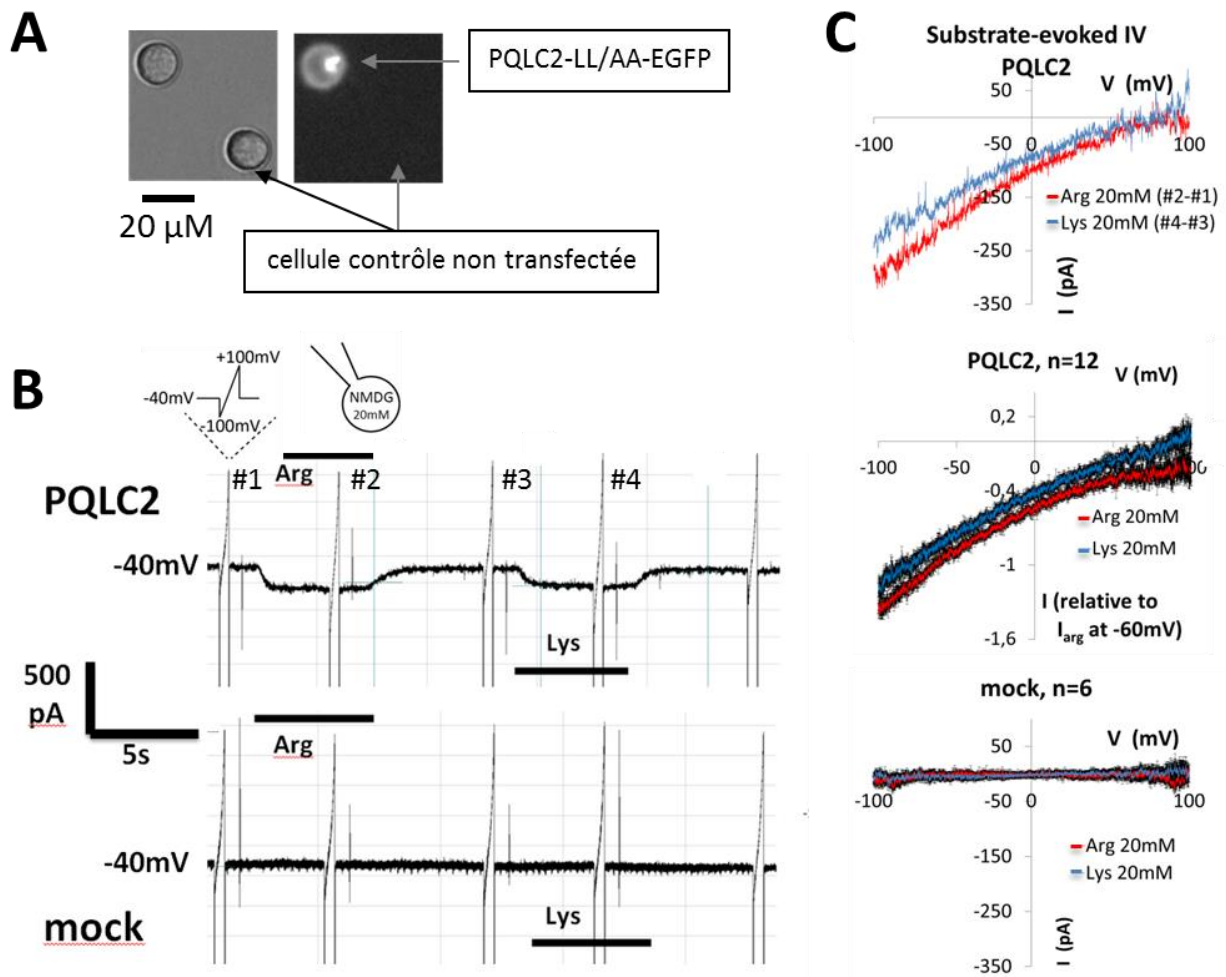 A
PQLC2-LL/AA-EGFP
20 µM
cellule contrôle non transfectée
B
+100mV
-40mV
-100mV
NMDG
20mM
PQLC2
#1
Arg
#2
#3
#4
-40mV
Lys
500
pA
5s
Arg
-40mV
Lys
mock
C
Substrate-evoked IV
PQLC2
V (mV)
50
-100
0
100
-50
-150
Arg 20mM (#2-#1)
Lys 20mM (#4-#3)
-250
-350
I (pA)
PQLC2, n=12
V (mV)
0,2
-100
0
-0,4
Arg 20mM
Lys 20mM
-1
I (relative to
Iarg at -60mV)
-1,6
mock, n=6
V (mV)
50
-100
0
100
-50
-150
Arg 20mM
Lys 20mM
-250
-350
I (pA)